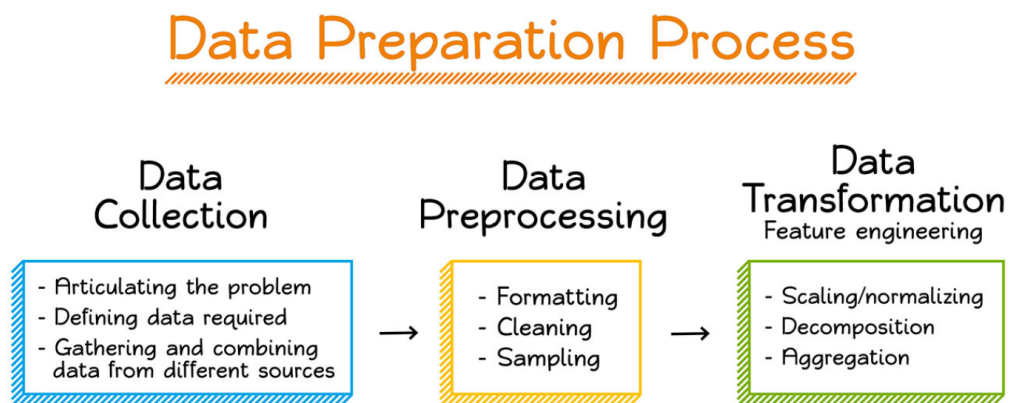 Data Preparation Process
Data
Collection
- Articulating the problem
- Defining data required
- Gathering and combining
data from different sources
Data
Preprocessing
- Formatting
- Cleaning
- Sampling
Data
Transformation
Feature engineering
- Scaling/normalizing
- Decomposition
- Aggregation